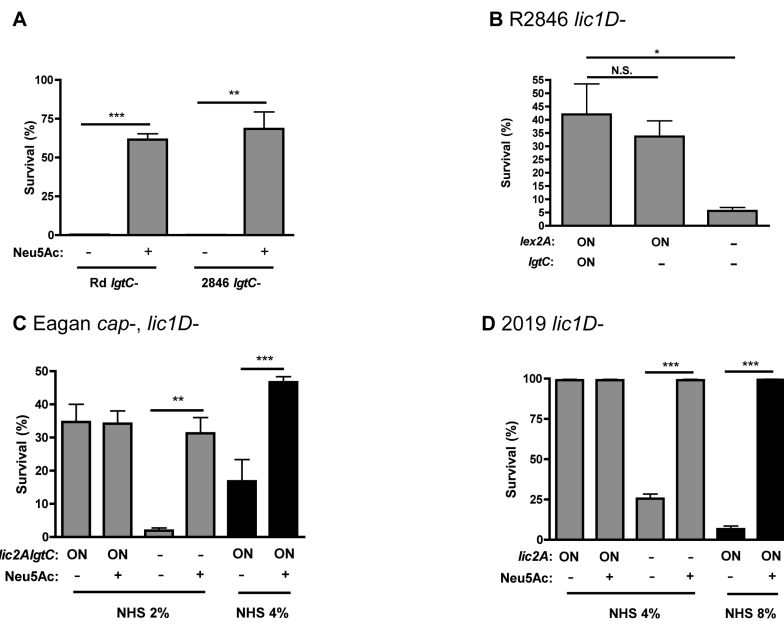 A
Survival (%)
100
75
50
25
0
***
**
Neu5Ac: – + – +
Rd lgtC- 2846 lgtC-
B R2846 lic1D-
Survival (%)
55
50
45
40
35
30
25
20
15
10
5
0
*
N.S.
lex2A: ON ON –
lgtC: ON – –
C Eagan cap-, lic1D-
Survival (%)
50
40
30
20
10
0
**
***
lic2AlgtC: ON ON – – ON ON
Neu5Ac: – + – + – +
NHS 2% NHS 4%
D 2019 lic1D-
Survival (%)
100
75
50
25
0
***
***
lic2A: ON ON – – ON ON
Neu5Ac: – + – + – +
NHS 4% NHS 8%